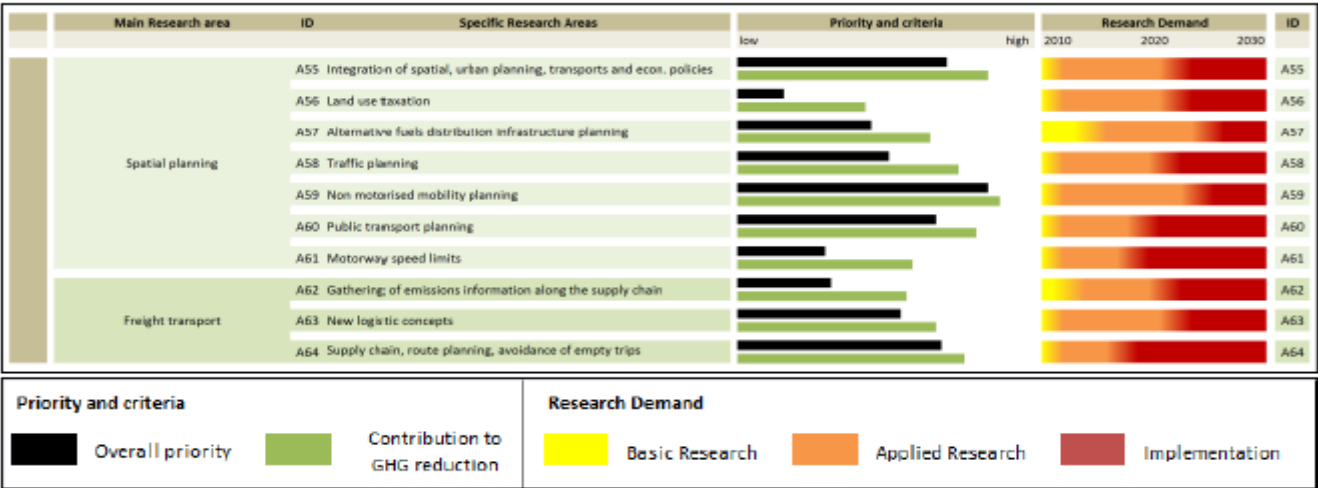 Main Research area ID Specific Research Areas Priority and criteria Research Demand ID
low high 2010 2020 2030
A55 Integration of spatial, urban planning, transports and econ. policies A55
A56 Land use taxation A56
A57 Alternative fuels distribution infrastructure planning A57
Spatial planning A58 Traffic planning A58
A59 Non motorised mobility planning A59
A60 Public transport planning A60
A61 Motorway speed limits A61
A62 Gathering; of emissions information along the supply chain A62
Freight transport A63 New logistic concepts A63
A64 Supply chain, route planning, avoidance of empty trips A64
Priority and criteria Research Demand
Overall priority Contribution to GHG reduction Basic Research Applied Research Implementation